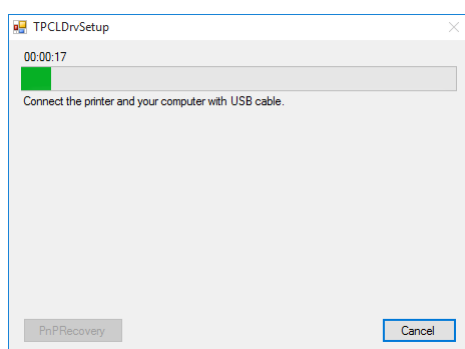 TPCLDrvSetup
00:00:17
Connect the printer and your computer with USB cable.
PnPRecovery
Cancel